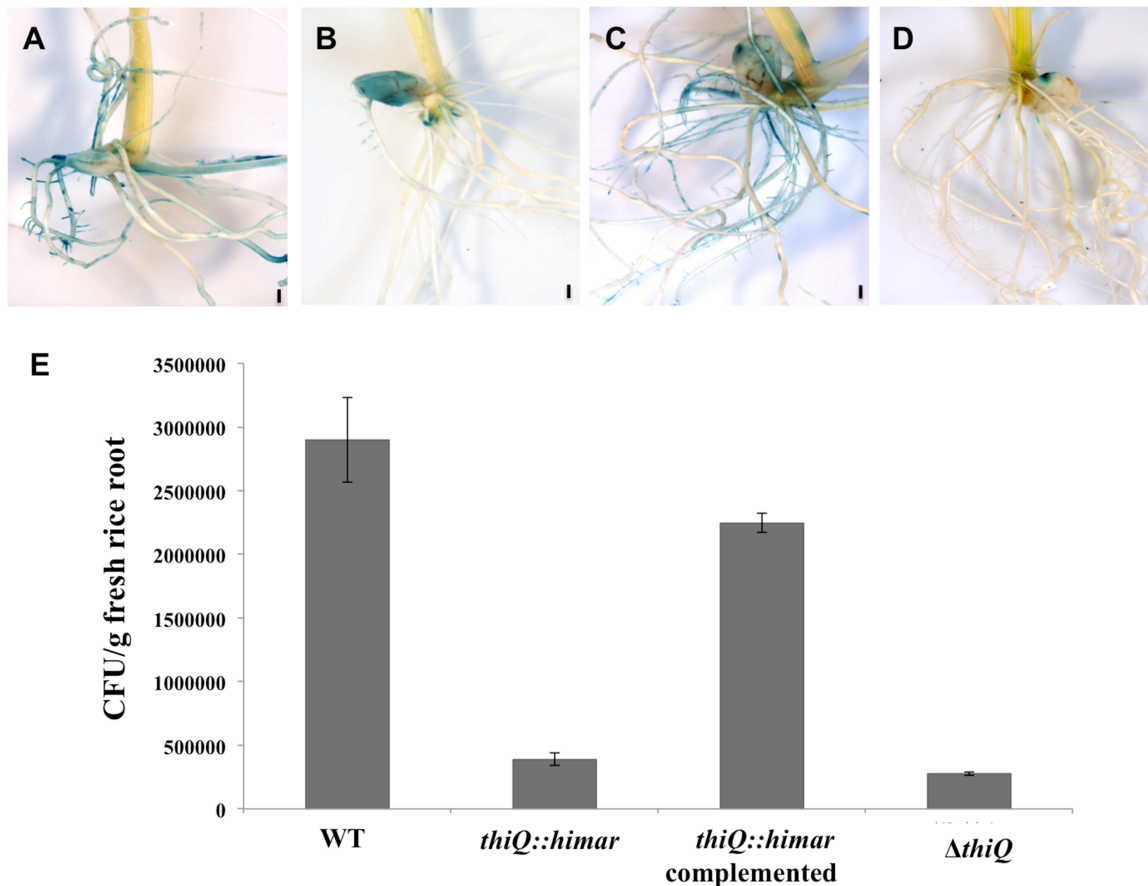 A
B
C
D
E
CFU/g fresh rice root
3500000
3000000
2500000
2000000
1500000
1000000
500000
0
WT
thiQ::himar
thiQ::himar
complemented
ΔthiQ